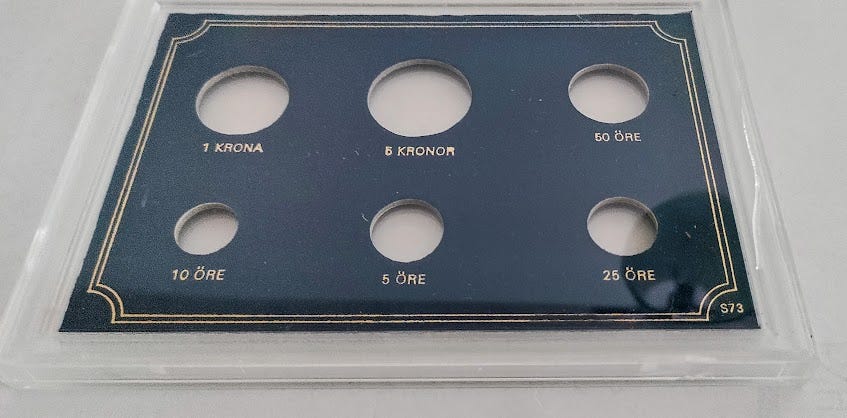 1 KRONA
5 KRONOR
50 ÖRE
10 ÖRE
5 ÖRE
25 ÖRE
S73